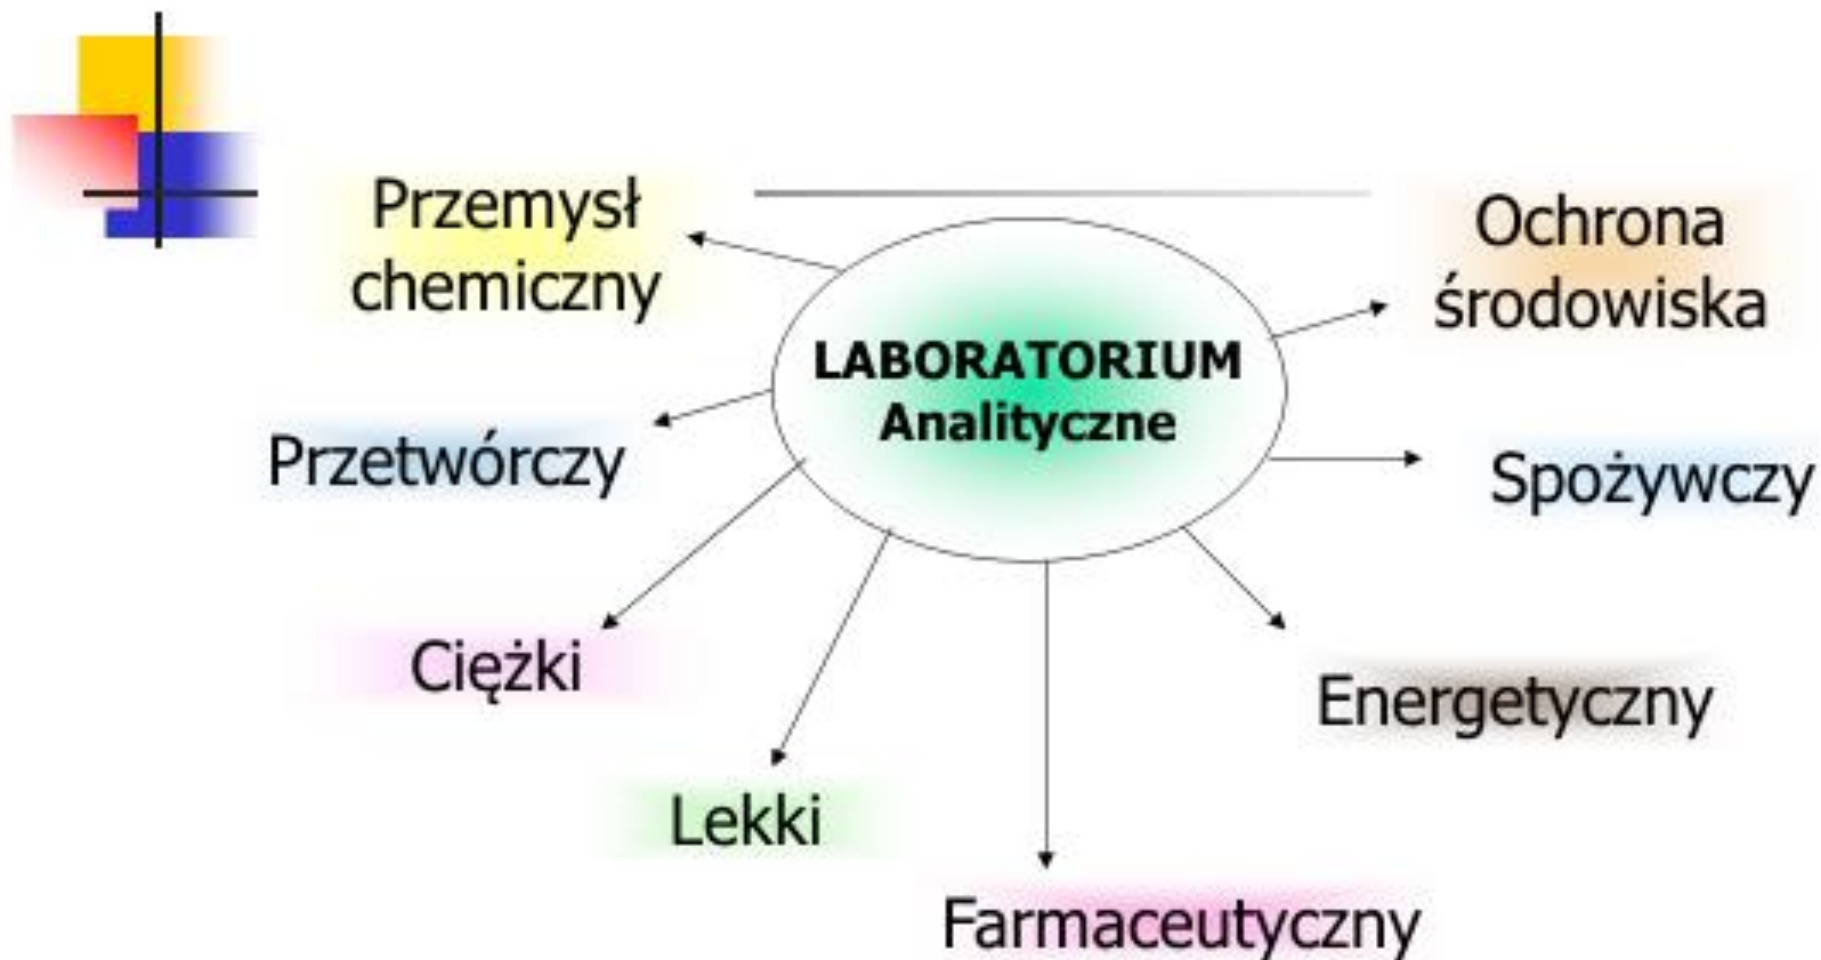 Przemysł
chemiczny
Ochrona
środowiska
LABORATORIUM
Analityczne
Przetwórczy
Spożywczy
Ciężki
Energetyczny
Lekki
Farmaceutyczny